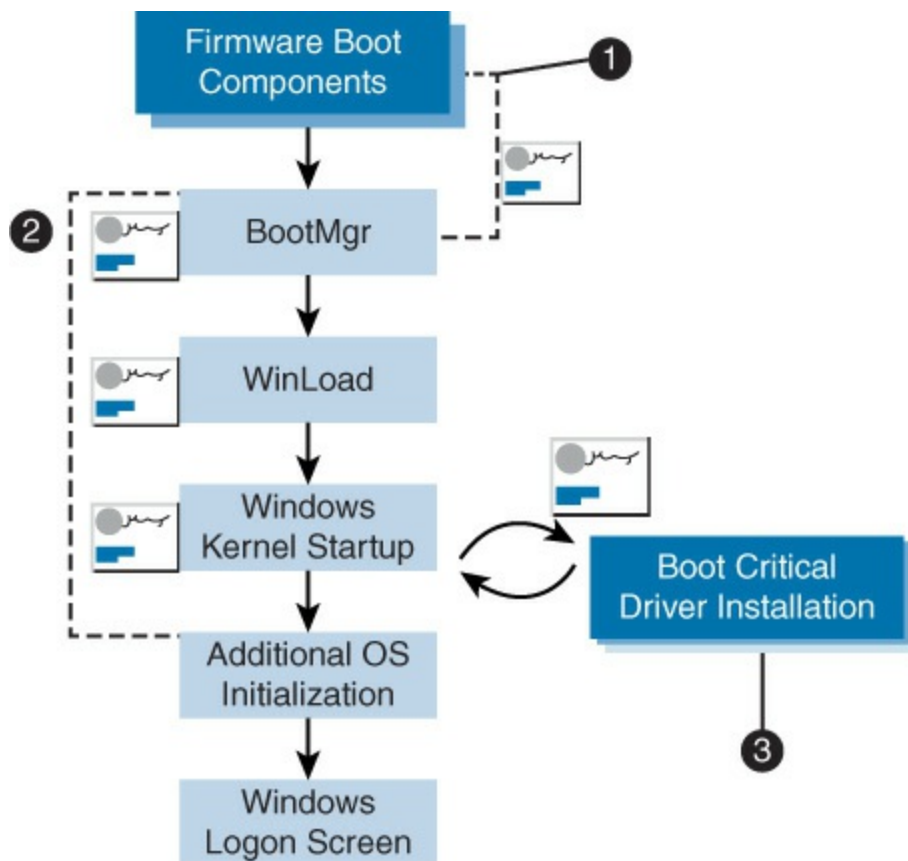 Firmware Boot
Components
1
2
BootMgr
WinLoad
Windows
Kernel Startup
Boot Critical
Driver Installation
Additional OS
Initialization
3
Windows
Logon Screen